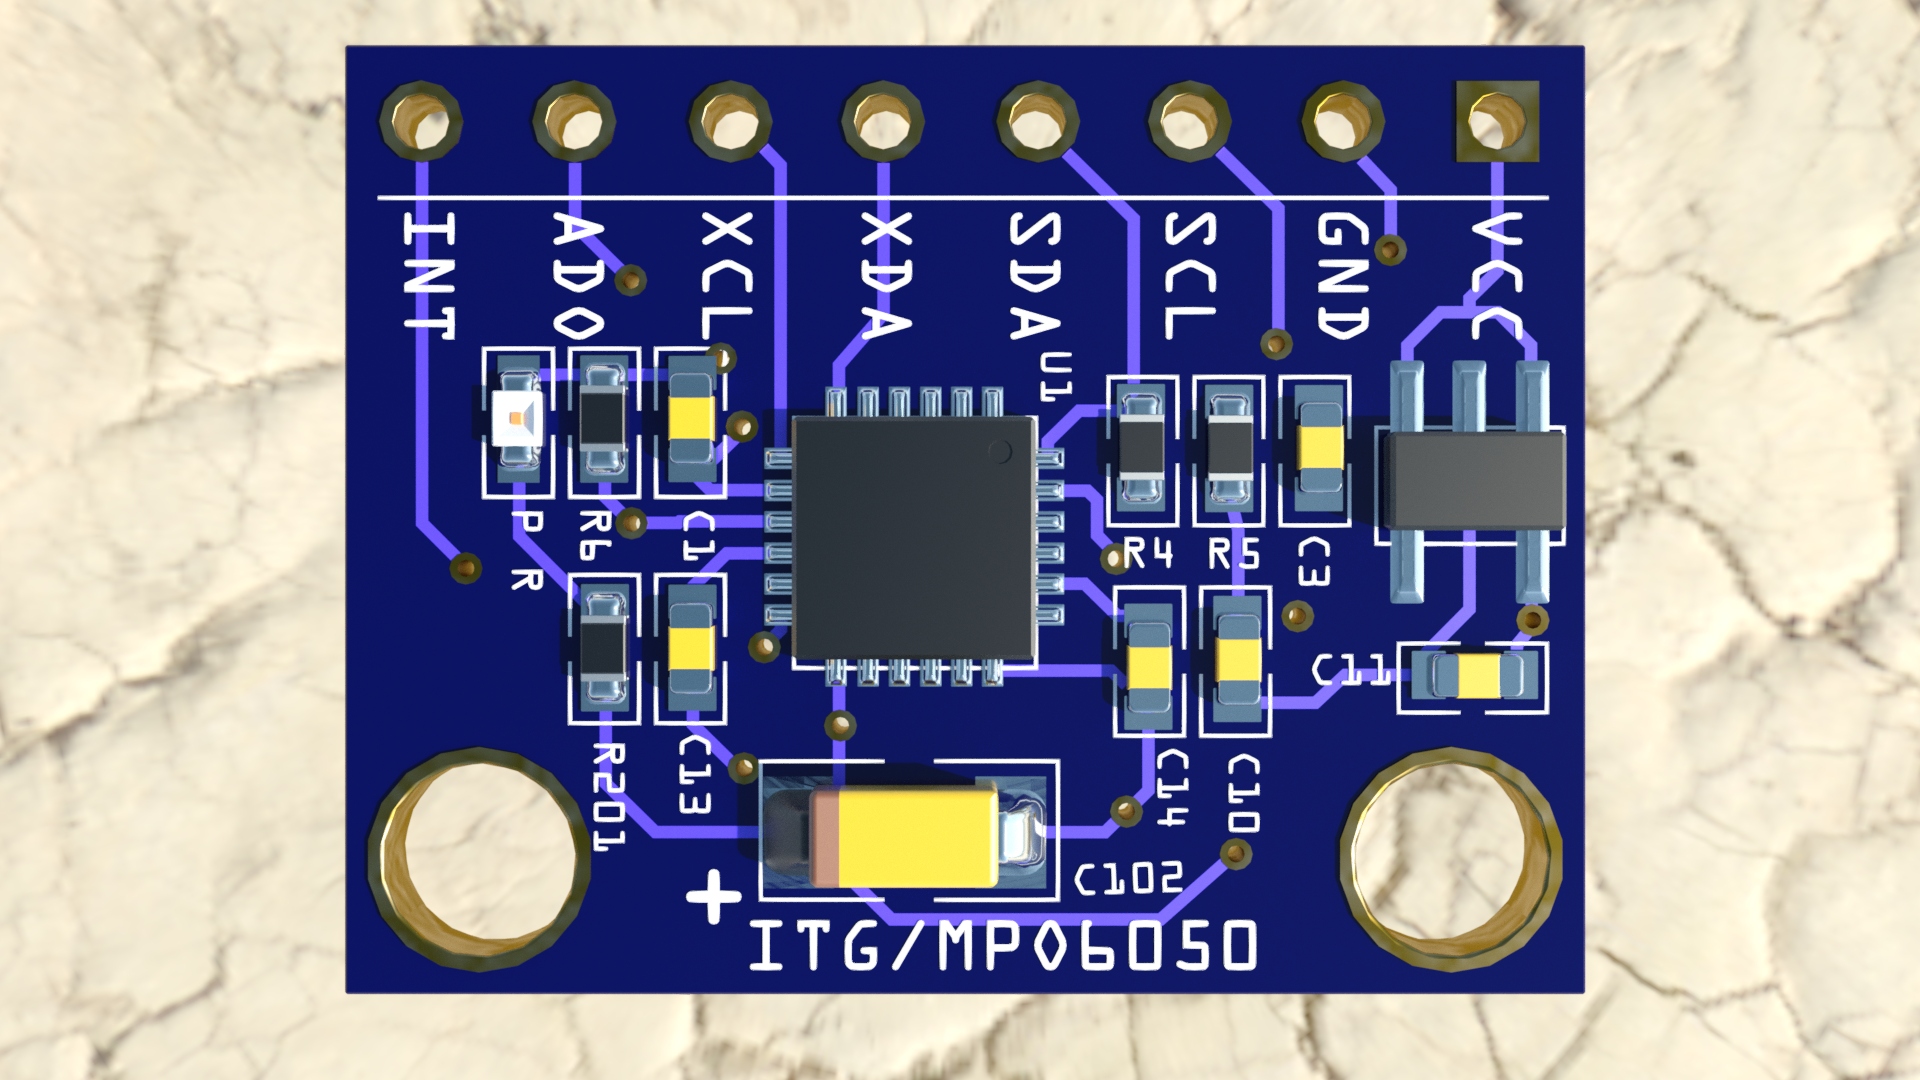 INT
ADO
XCL
XDA
SDA
SCL
GND
VCC
U1
P R
R6
C1
R4
R5
C3
C11
R201
C13
C14
C10
C102
+
ITG/MPO6050